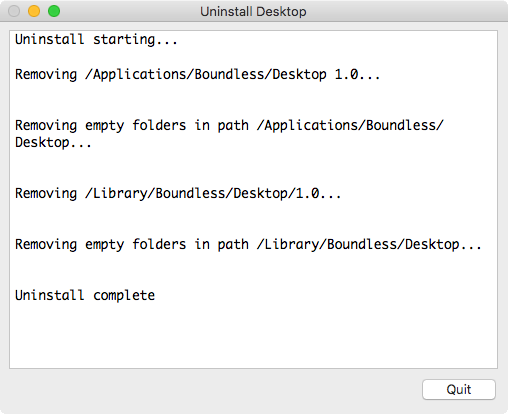 Uninstall Desktop
Uninstall starting...
Removing /Applications/Boundless/Desktop 1.0...
Removing empty folders in path /Applications/Boundless/
Desktop...
Removing /Library/Boundless/Desktop/1.0...
Removing empty folders in path /Library/Boundless/Desktop...
Uninstall complete
Quit